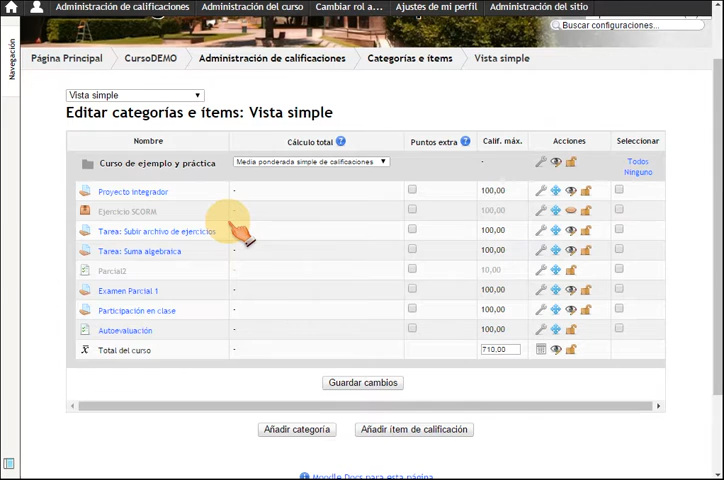 Administración de calificaciones Administración del curso Cambiar rol a... Ajustes de mi perfil Administración del sitio
Buscar configuraciones...
Navegación
Página Principal CursoDEMO Administración de calificaciones Categorías e ítems Vista simple
Vista simple
Editar categorías e ítems: Vista simple
Nombre Cálculo total ? Puntos extra ? Calif. máx. Acciones Seleccionar
Curso de ejemplo y práctica Media ponderada simple de calificaciones - Todos
Ninguno
Proyecto integrador - 100,00
Ejercicio SCORM - 100,00
Tarea: Subir archivo de ejercicios - 100,00
Tarea: Suma algebraica - 100,00
Parcial2 - 10,00
Examen Parcial 1 - 100,00
Participación en clase - 100,00
Autoevaluación - 100,00
x̄ Total del curso - 710,00
Guardar cambios
Añadir categoría Añadir ítem de calificación
Moodle Docs para esta página